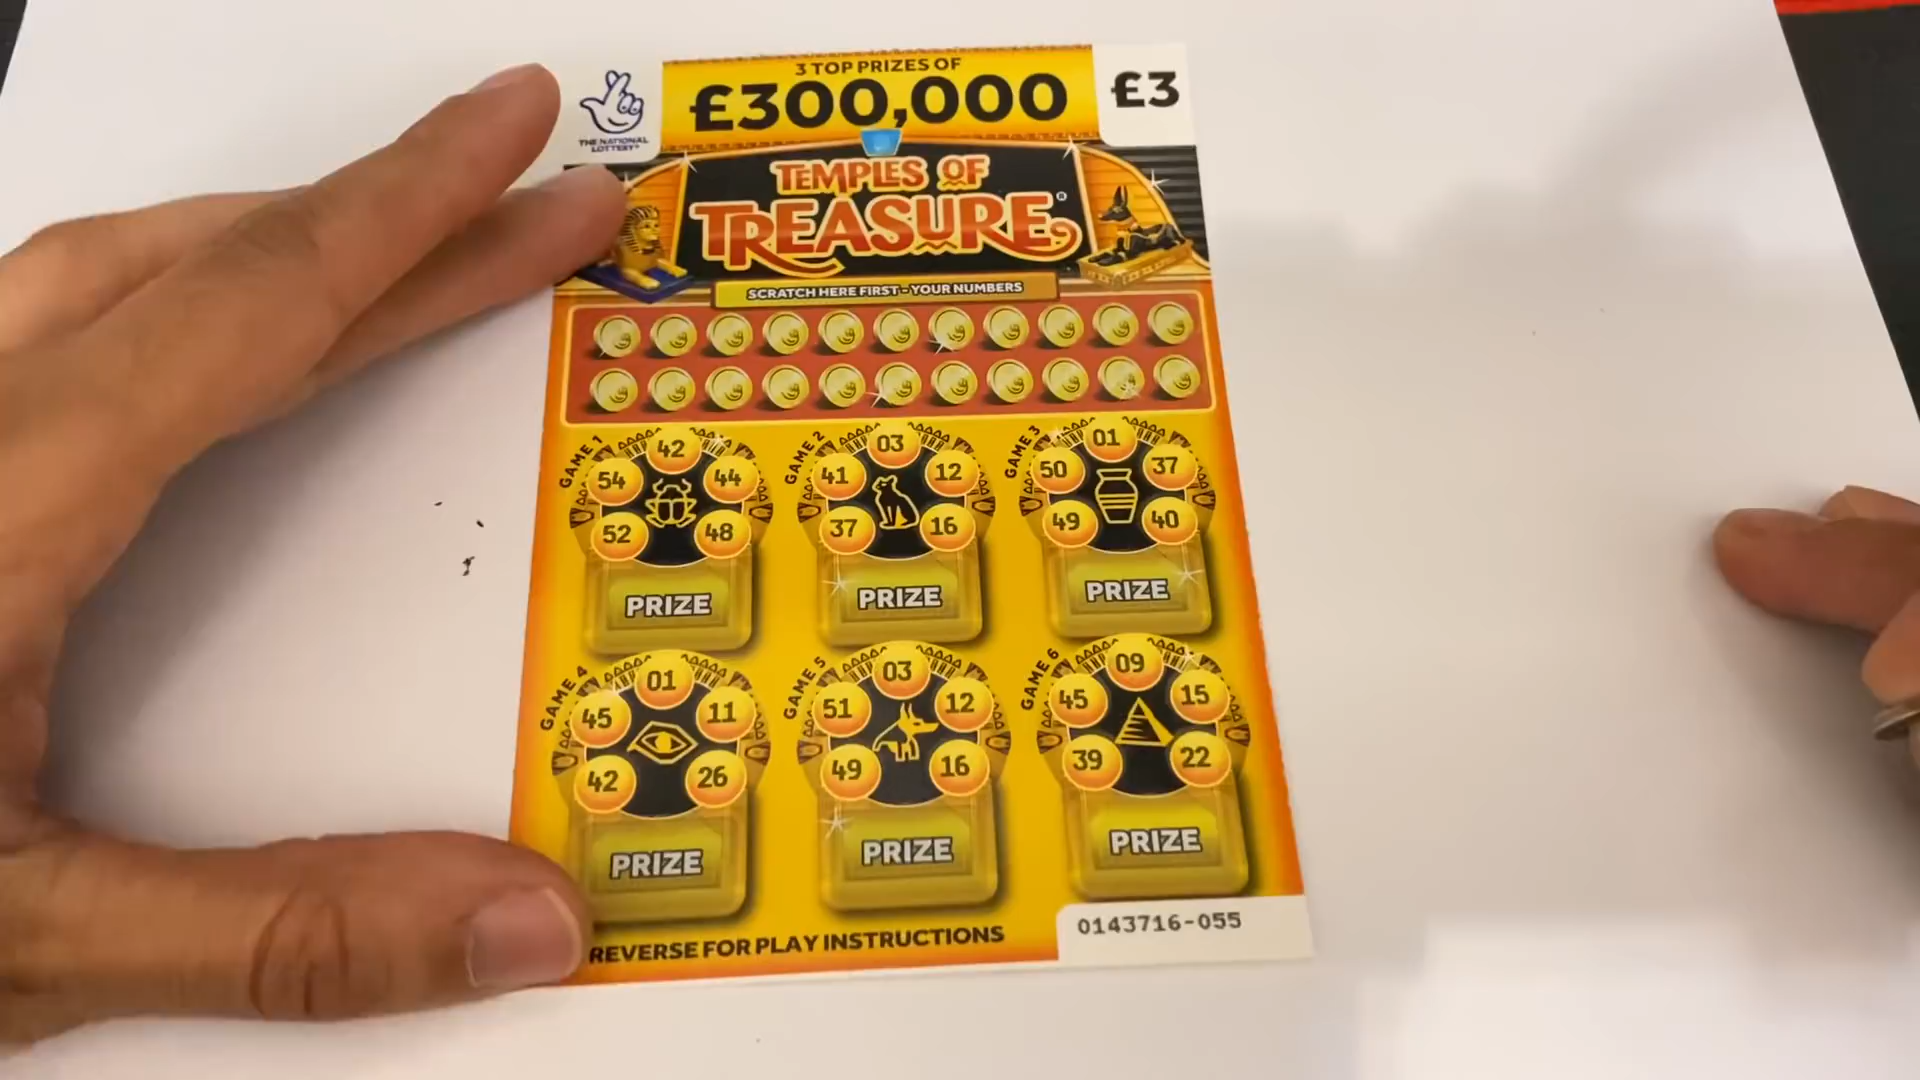 3 TOP PRIZES OF
£300,000
£3
THE NATIONAL
LOTTERY®
TEMPLES OF
TREASURE®
SCRATCH HERE FIRST - YOUR NUMBERS
GAME 1
42
54 44
52 48
PRIZE
GAME 2
03
41 12
37 16
PRIZE
GAME 3
01
50 37
49 40
PRIZE
GAME 4
01
45 11
42 26
PRIZE
GAME 5
03
51 12
49 16
PRIZE
GAME 6
09
45 15
39 22
PRIZE
REVERSE FOR PLAY INSTRUCTIONS
0143716-055